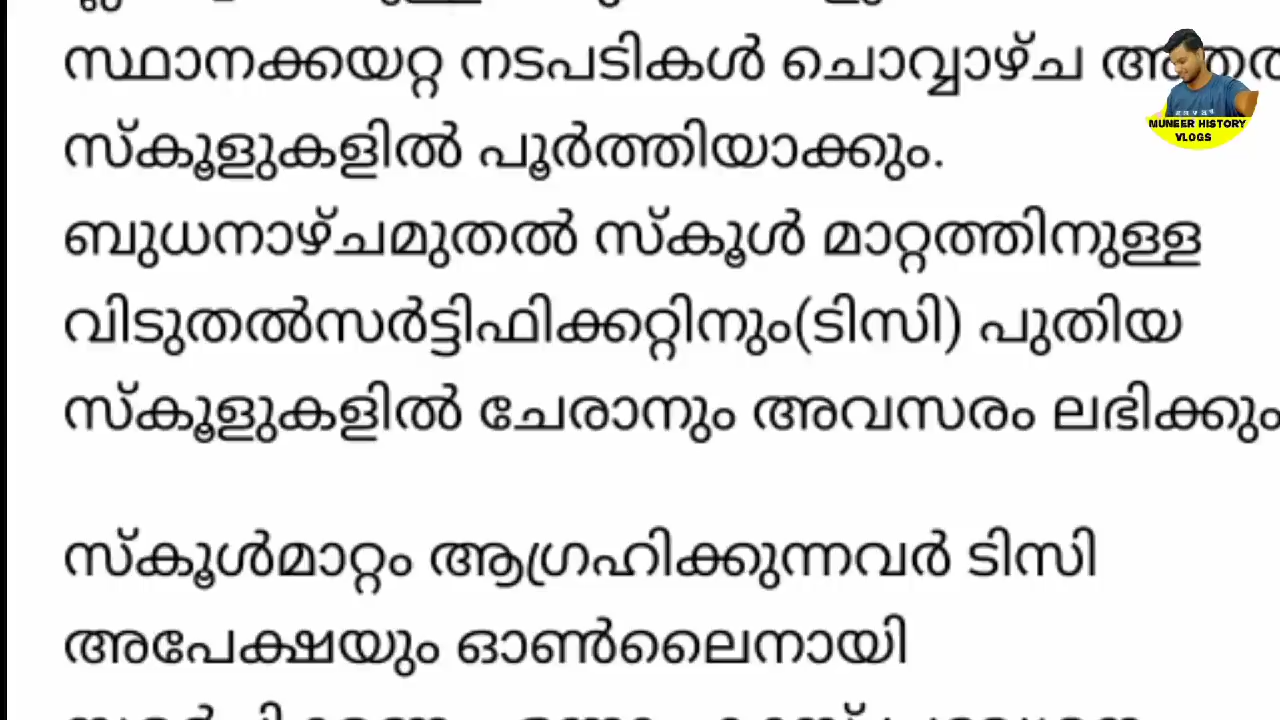 സ്ഥാനക്കയറ്റ നടപടികൾ ചൊവ്വാഴ്ച
സ്കൂളുകളിൽ പൂർത്തിയാക്കും.
ബുധനാഴ്ചമുതൽ സ്കൂൾ മാറ്റത്തിനുള്ള
വിടുതൽസർട്ടിഫിക്കറ്റിനും(ടിസി) പുതിയ
സ്കൂളുകളിൽ ചേരാനും അവസരം ലഭിക്കും
സ്കൂൾമാറ്റം ആഗ്രഹിക്കുന്നവർ ടിസി
അപേക്ഷയും ഓൺലൈനായി
MUNEER HISTORY
VLOGS